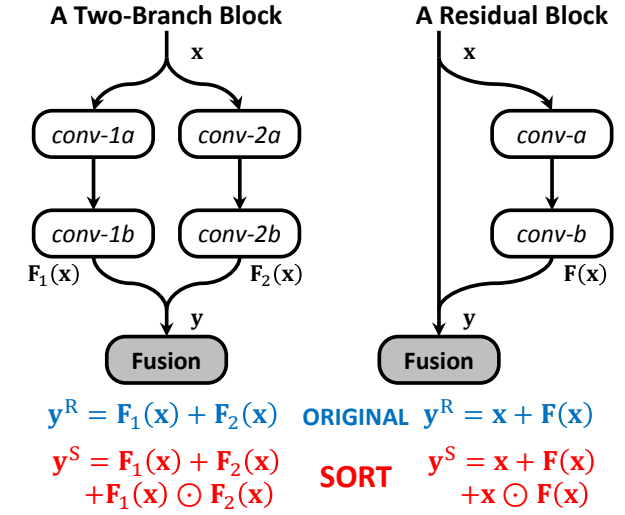 A Two-Branch Block
x
conv-1a
conv-2a
conv-1b
conv-2b
F₁(x)
F₂(x)
y
Fusion
A Residual Block
x
conv-a
conv-b
F(x)
y
Fusion
yᴿ = F₁(x) + F₂(x) ORIGINAL yᴿ = x + F(x)
yˢ = F₁(x) + F₂(x)
+F₁(x) ⊙ F₂(x)
SORT
yˢ = x + F(x)
+x ⊙ F(x)